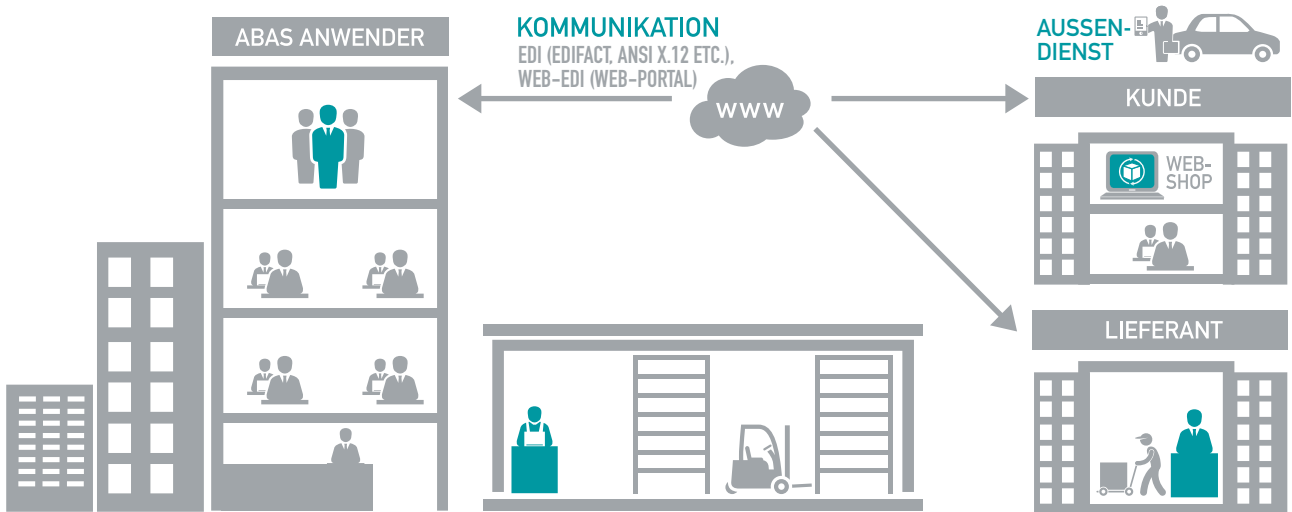 ABAS ANWENDER
KOMMUNIKATION
EDI (EDIFACT, ANSI X.12 ETC.),
WEB-EDI (WEB-PORTAL)
WWW
AUSSEN-
DIENST
KUNDE
WEB-
SHOP
LIEFERANT